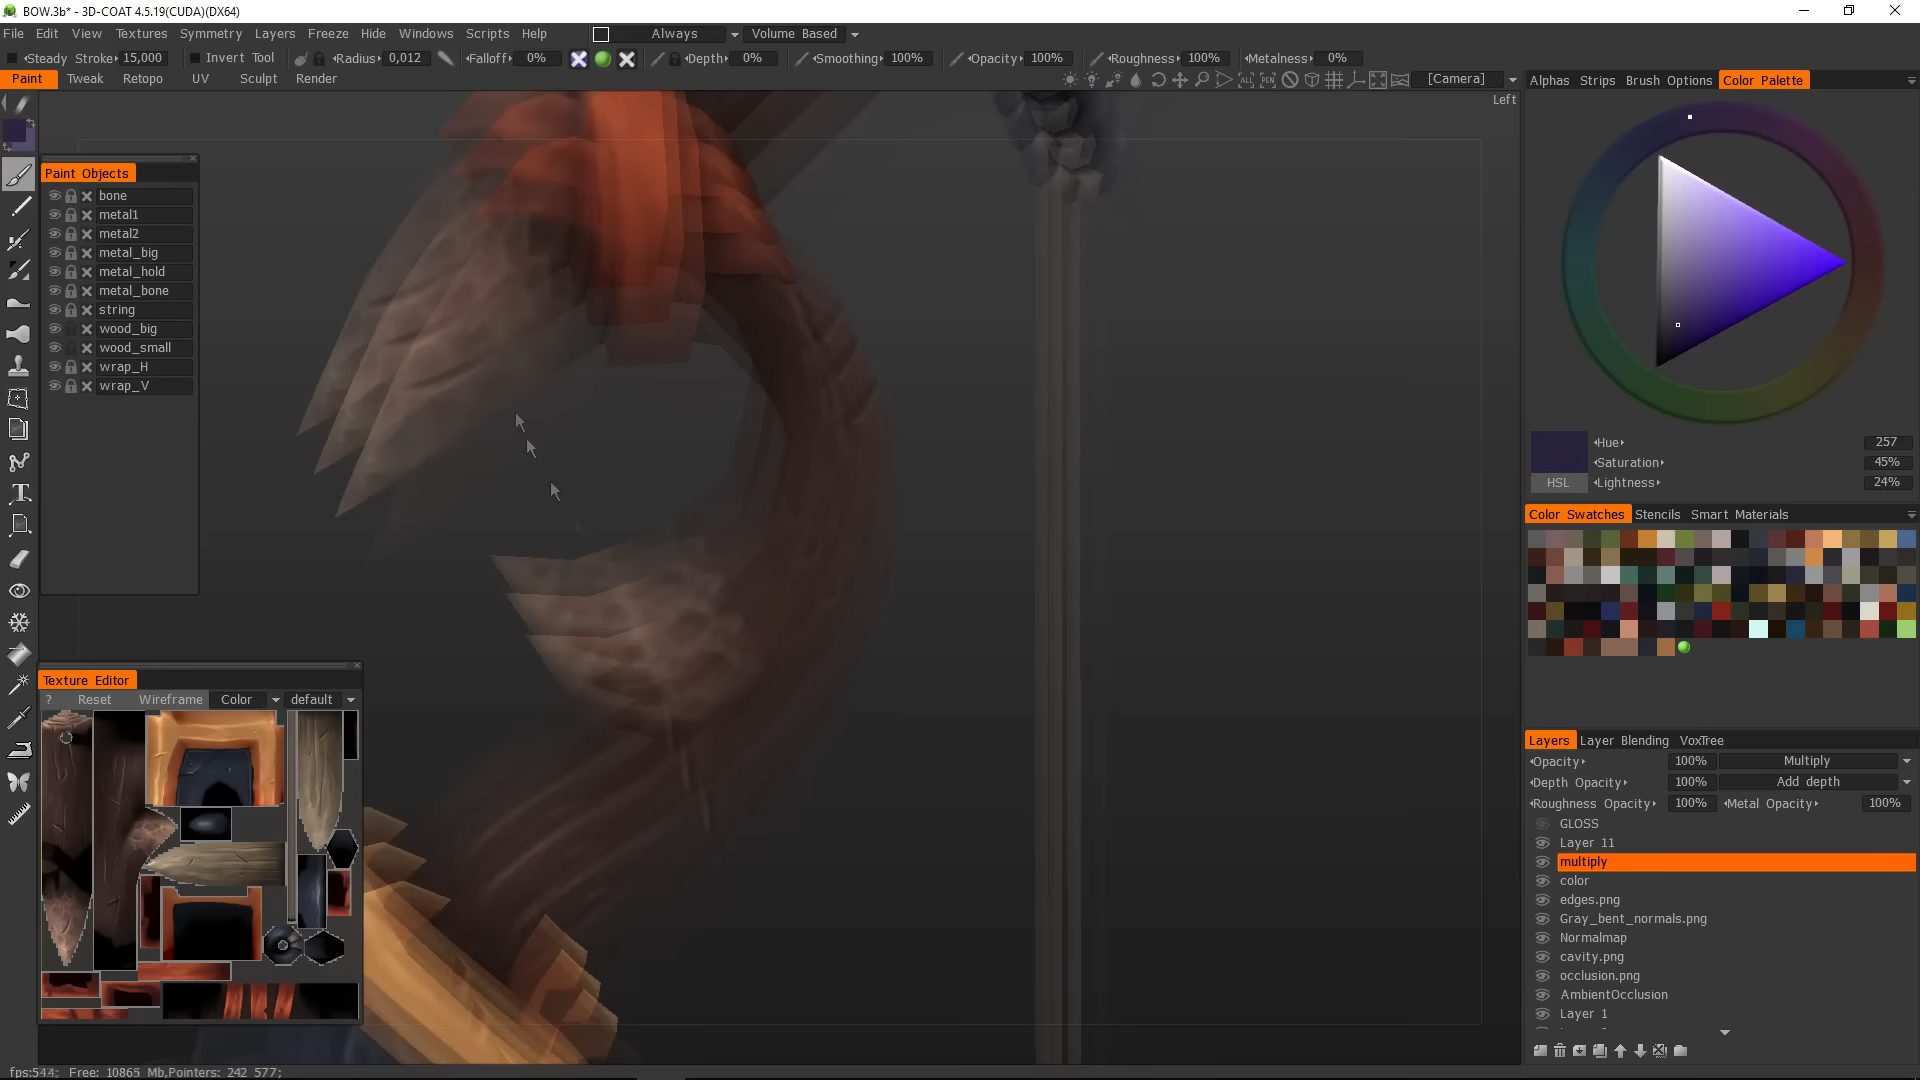 BOW.3b* - 3D-COAT 4.5.19(CUDA)(DX64)
File Edit View Textures Symmetry Layers Freeze Hide Windows Scripts Help Always Volume Based
Steady Stroke 15,000 Invert Tool Radius 0,012 Falloff 0% Depth 0% Smoothing 100% Opacity 100% Roughness 100% Metalness 0%
Paint Tweak Retopo UV Sculpt Render ALL PEN [Camera]
Left
Paint Objects
bone
metal1
metal2
metal_big
metal_hold
metal_bone
string
wood_big
wood_small
wrap_H
wrap_V
Texture Editor
? Reset Wireframe Color default
Alphas Strips Brush Options Color Palette
Hue 257
Saturation 45%
HSL Lightness 24%
Color Swatches Stencils Smart Materials
Layers Layer Blending VoxTree
Opacity 100% Multiply
Depth Opacity 100% Add depth
Roughness Opacity 100% Metal Opacity 100%
GLOSS
Layer 11
multiply
color
edges.png
Gray_bent_normals.png
Normalmap
cavity.png
occlusion.png
AmbientOcclusion
Layer 1
fps:544; Free: 10865 Mb,Pointers: 242 577;